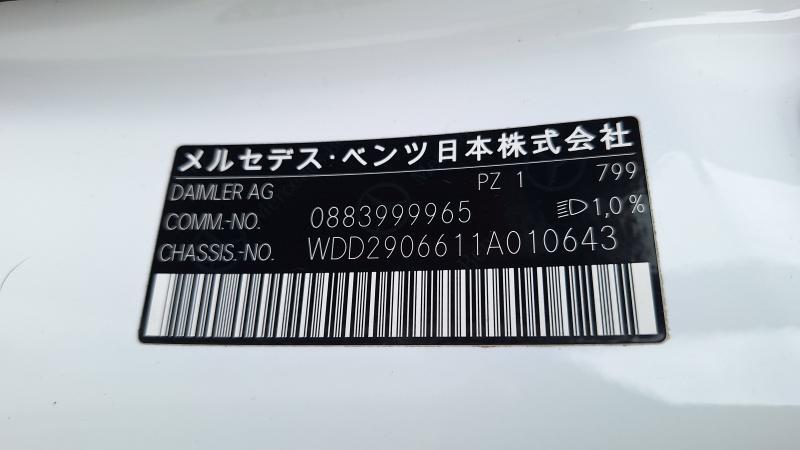 メルセデス・ベンツ日本株式会社
DAIMLER AG PZ 1 799
COMM.-NO. 0883999965 1,0 %
CHASSIS.-NO. WDD2906611A010643